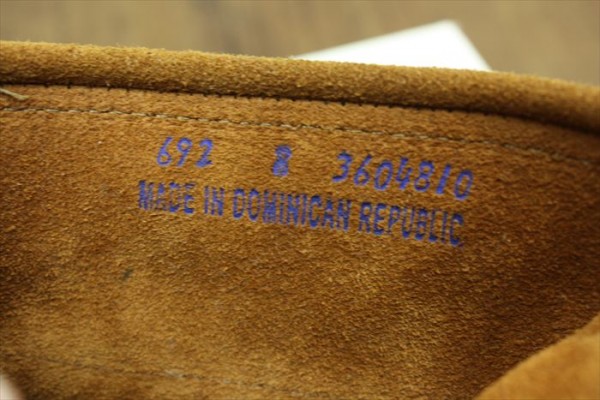 692 8 3604810
MADE IN DOMINICAN REPUBLIC